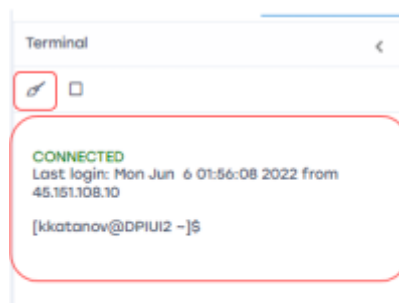 Terminal
CONNECTED
Last login: Mon Jun 6 01:56:08 2022 from
45.151.108.10
[kkatanov@DPIUI2 ~]$